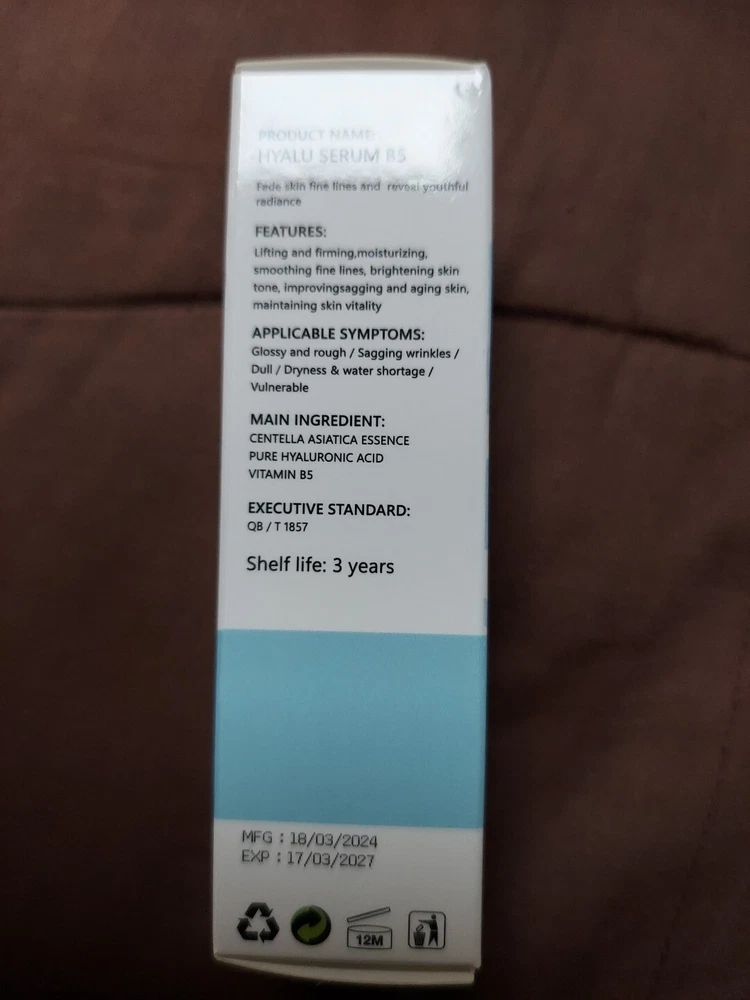 PRODUCT NAME:
HYALU SERUM B5
Fade skin fine lines and reveal youthful
radiance
FEATURES:
Lifting and firming,moisturizing,
smoothing fine lines, brightening skin
tone, improvingsagging and aging skin,
maintaining skin vitality
APPLICABLE SYMPTOMS:
Glossy and rough / Sagging wrinkles /
Dull / Dryness & water shortage /
Vulnerable
MAIN INGREDIENT:
CENTELLA ASIATICA ESSENCE
PURE HYALURONIC ACID
VITAMIN B5
EXECUTIVE STANDARD:
QB / T 1857
Shelf life: 3 years
MFG : 18/03/2024
EXP : 17/03/2027
12M